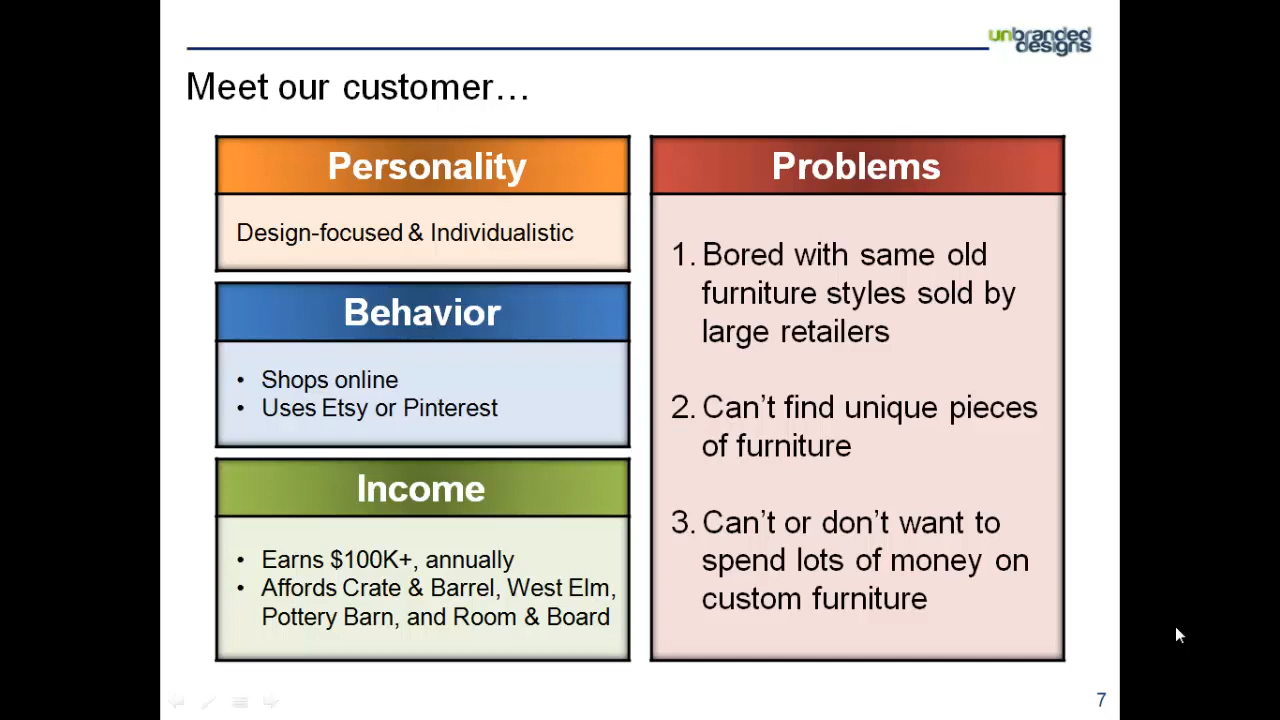 unbranded
designs
Meet our customer…
Personality
Design-focused & Individualistic
Behavior
• Shops online
• Uses Etsy or Pinterest
Income
• Earns $100K+, annually
• Affords Crate & Barrel, West Elm,
Pottery Barn, and Room & Board
Problems
1. Bored with same old
furniture styles sold by
large retailers
2. Can’t find unique pieces
of furniture
3. Can’t or don’t want to
spend lots of money on
custom furniture
7